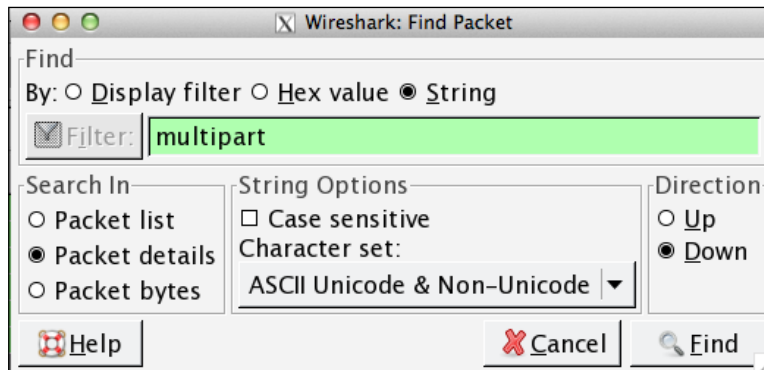 Wireshark: Find Packet
Find
By: Display filter Hex value String
Filter: multipart
Search In
Packet list
Packet details
Packet bytes
String Options
Case sensitive
Character set:
ASCII Unicode & Non-Unicode
Direction
Up
Down
Help Cancel Find